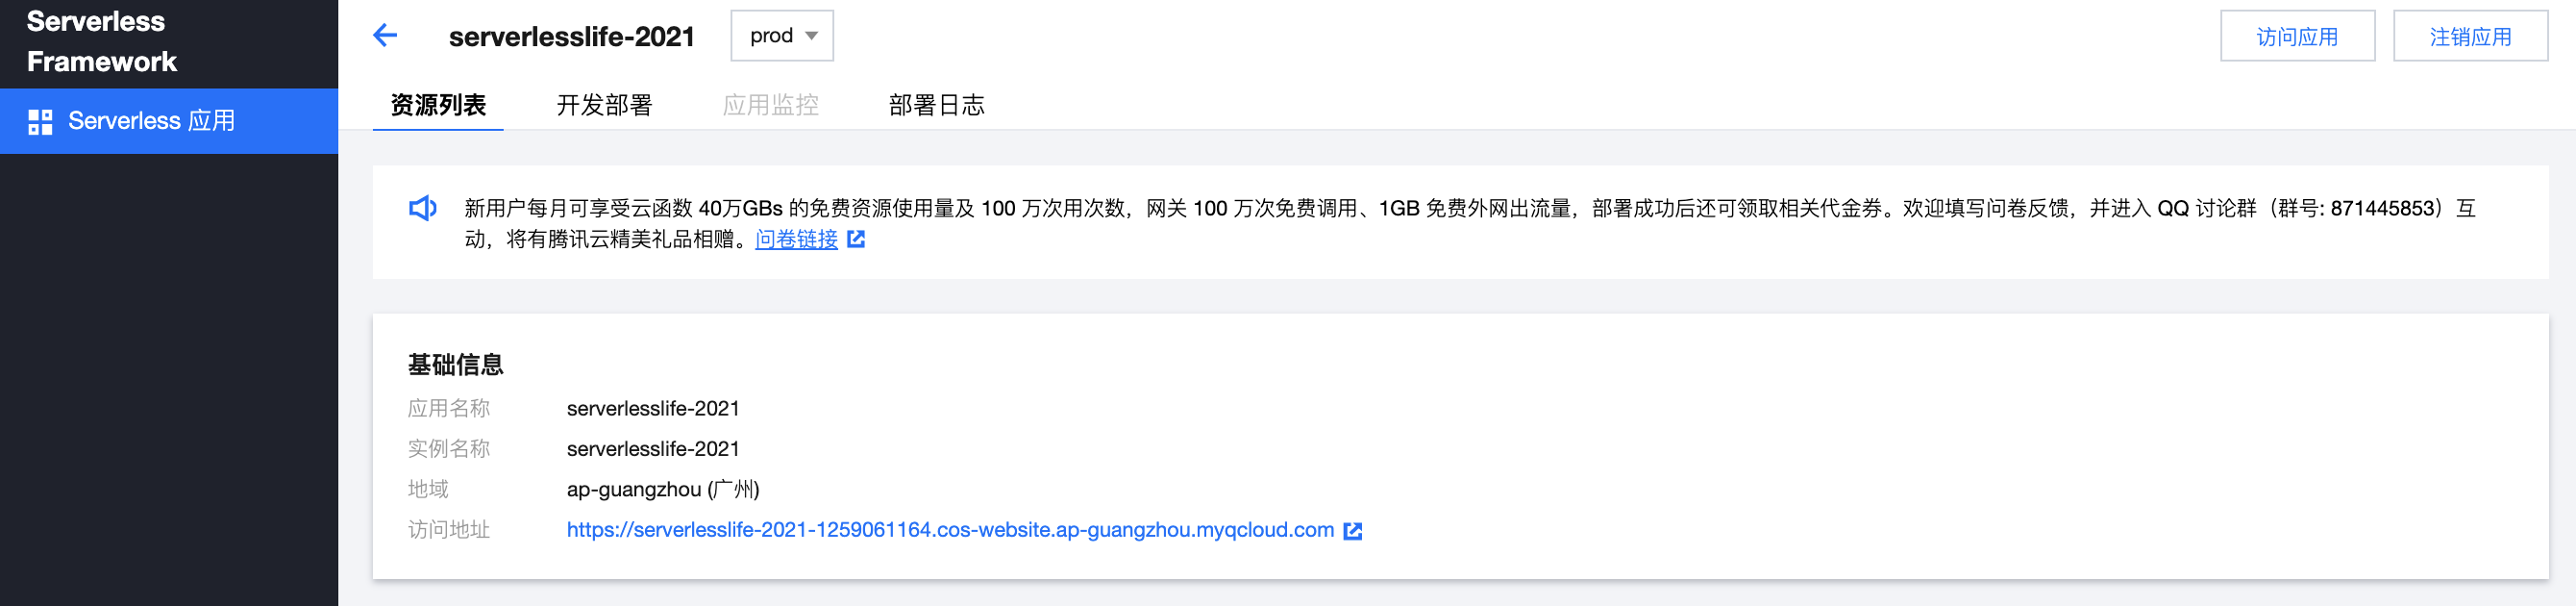 Serverless
Framework
Serverless 应用
serverlesslife-2021
prod
访问应用
注销应用
资源列表
开发部署
应用监控
部署日志
新用户每月可享受云函数 40万GBs 的免费资源使用量及 100 万次用次数，网关 100 万次免费调用、1GB 免费外网出流量，部署成功后还可领取相关代金券。欢迎填写问卷反馈，并进入 QQ 讨论群（群号: 871445853）互
动，将有腾讯云精美礼品相赠。问卷链接
基础信息
应用名称 serverlesslife-2021
实例名称 serverlesslife-2021
地域 ap-guangzhou (广州)
访问地址 https://serverlesslife-2021-1259061164.cos-website.ap-guangzhou.myqcloud.com